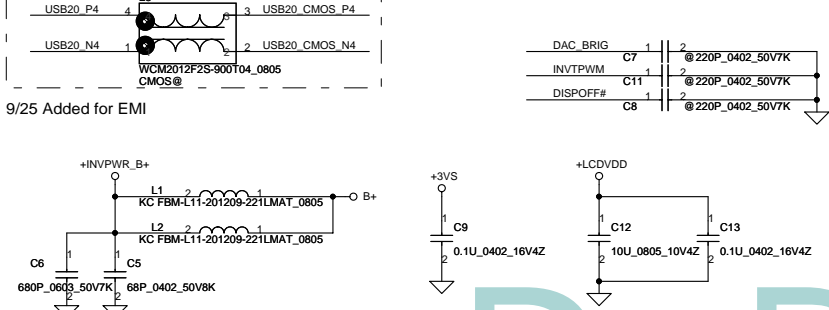 USB20_P4 4 3 USB20_CMOS_P4
USB20_N4 1 2 USB20_CMOS_N4
WCM2012F2S-900T04_0805
CMOS@
9/25 Added for EMI
DAC_BRIG 1 2
C7 @220P_0402_50V7K
INVTPWM 1 2
C11 @220P_0402_50V7K
DISPOFF# 1 2
C8 @220P_0402_50V7K
+INVPWR_B+
L1 2 1
KC FBM-L11-201209-221LMAT_0805
B+
L2 2 1
KC FBM-L11-201209-221LMAT_0805
C6 1 2
680P_0603_50V7K
C5 1 2
68P_0402_50V8K
+3VS
1 C9
2 0.1U_0402_16V4Z
+LCDVDD
1 C12
2 10U_0805_10V4Z
1 C13
2 0.1U_0402_16V4Z